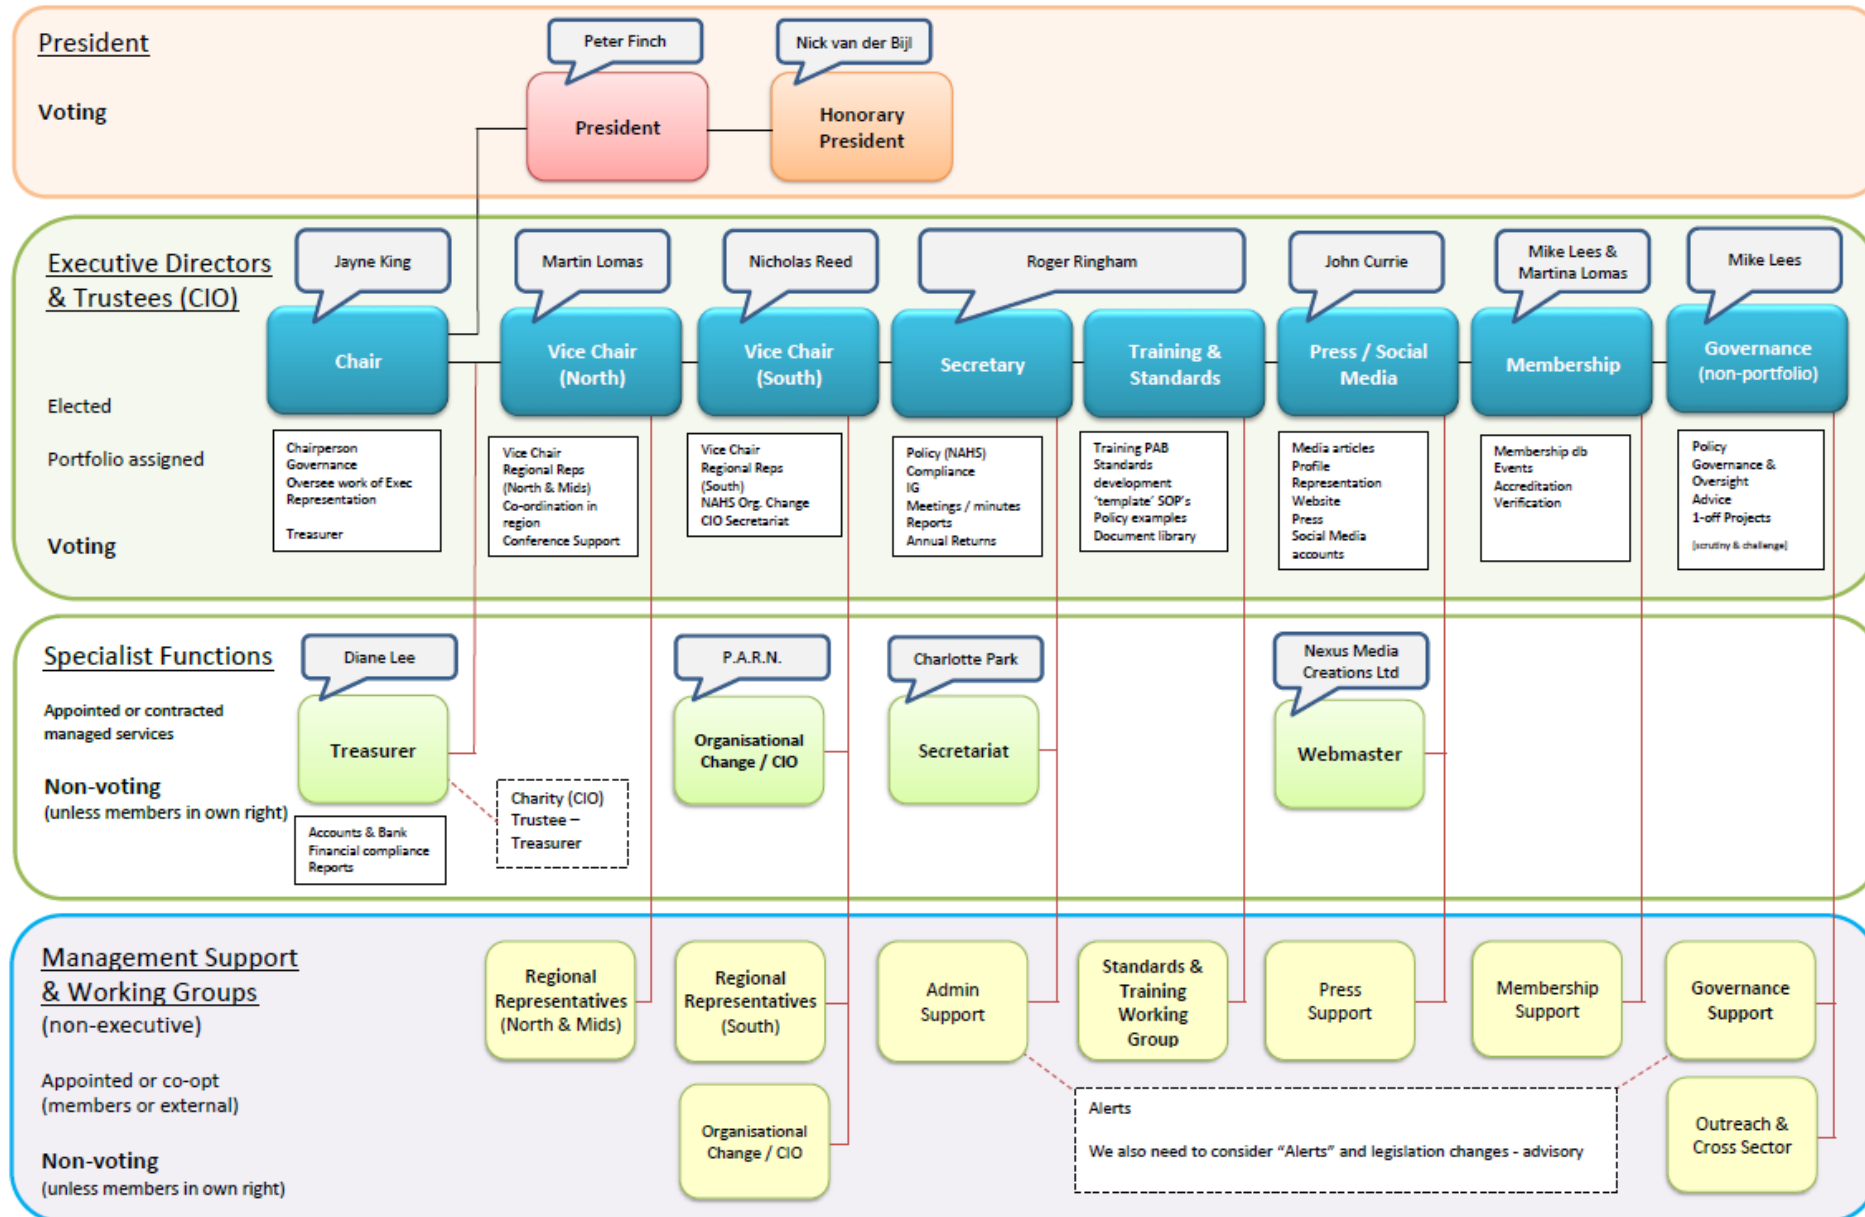 President
Voting
Peter Finch
Nick van der Bijl
President
Honorary
President
Executive Directors
& Trustees (CIO)
Elected
Portfolio assigned
Voting
Jayne King
Martin Lomas
Nicholas Reed
Roger Ringham
John Currie
Mike Lees &
Martina Lomas
Mike Lees
Chair
Vice Chair
(North)
Vice Chair
(South)
Secretary
Training &
Standards
Press / Social
Media
Membership
Governance
(non-portfolio)
Chairperson
Governance
Oversee work of Exec
Representation
Treasurer
Vice Chair
Regional Reps
(North & Mids)
Co-ordination in
region
Conference Support
Vice Chair
Regional Reps
(South)
NAHS Org. Change
CIO Secretariat
Policy (NAHS)
Compliance
IG
Meetings / minutes
Reports
Annual Returns
Training PAB
Standards
development
'template' SOP's
Policy examples
Document library
Media articles
Profile
Representation
Website
Press
Social Media
accounts
Membership db
Events
Accreditation
Verification
Policy
Governance &
Oversight
Advice
1-off Projects
[scrutiny & challenge]
Specialist Functions
Appointed or contracted
managed services
Non-voting
(unless members in own right)
Diane Lee
P.A.R.N.
Charlotte Park
Nexus Media
Creations Ltd
Treasurer
Organisational
Change / CIO
Secretariat
Webmaster
Accounts & Bank
Financial compliance
Reports
Charity (CIO)
Trustee –
Treasurer
Management Support
& Working Groups
(non-executive)
Appointed or co-opt
(members or external)
Non-voting
(unless members in own right)
Regional
Representatives
(North & Mids)
Regional
Representatives
(South)
Admin
Support
Standards &
Training
Working
Group
Press
Support
Membership
Support
Governance
Support
Organisational
Change / CIO
Alerts
We also need to consider "Alerts" and legislation changes - advisory
Outreach &
Cross Sector